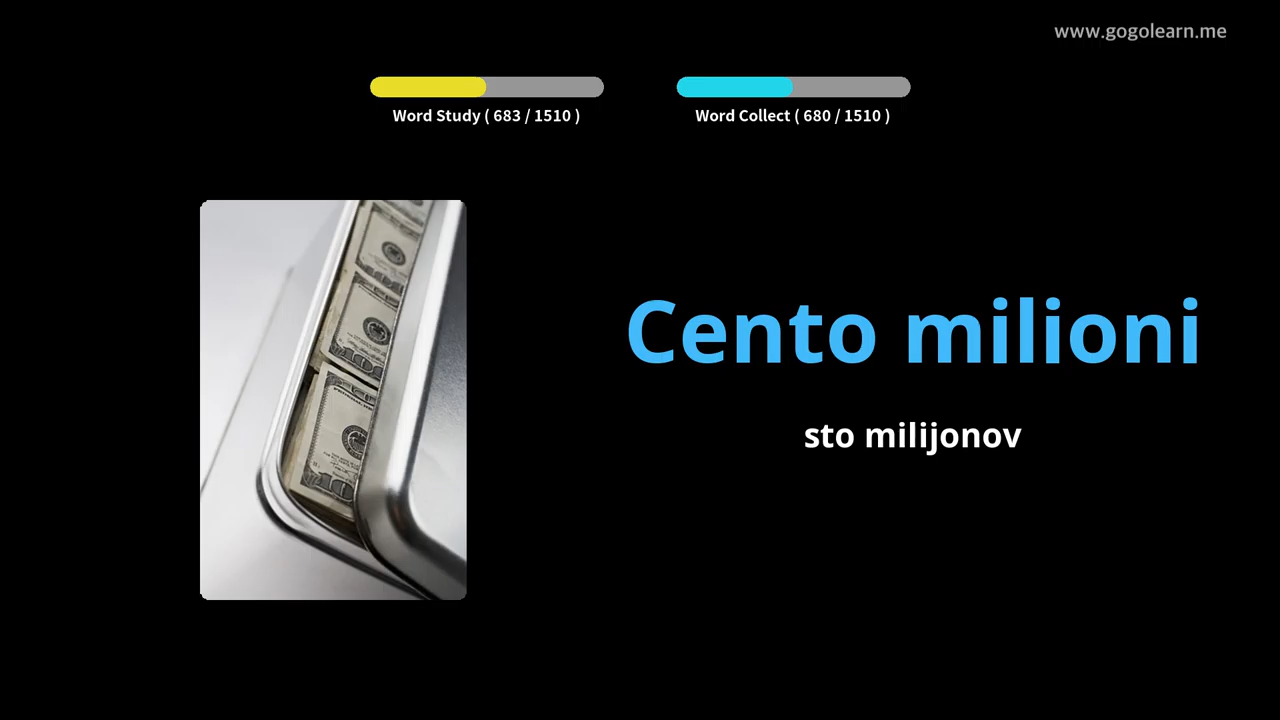 www.gogolearn.me
Word Study ( 683 / 1510 )
Word Collect ( 680 / 1510 )
Cento milioni
sto milijonov